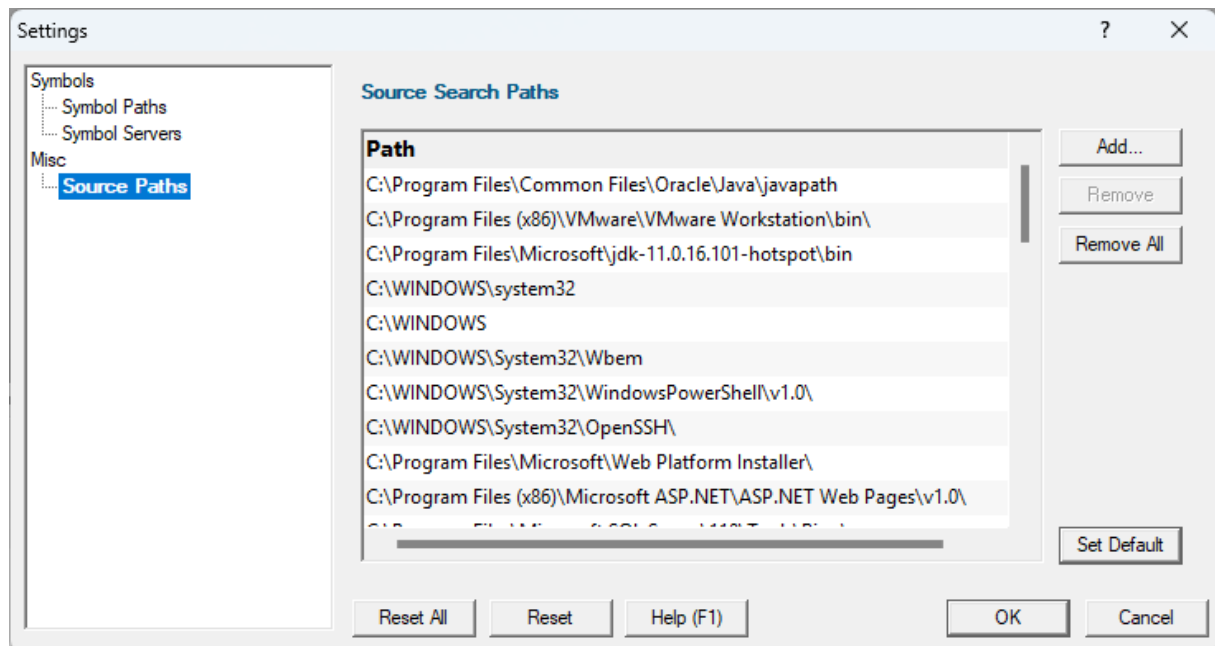 Settings
?
Symbols
Symbol Paths
Symbol Servers
Misc
Source Paths
Source Search Paths
Path
C:\Program Files\Common Files\Oracle\Java\javapath
C:\Program Files (x86)\VMware\VMware Workstation\bin\
C:\Program Files\Microsoft\jdk-11.0.16.101-hotspot\bin
C:\WINDOWS\system32
C:\WINDOWS
C:\WINDOWS\System32\Wbem
C:\WINDOWS\System32\WindowsPowerShell\v1.0\
C:\WINDOWS\System32\OpenSSH\
C:\Program Files\Microsoft\Web Platform Installer\
C:\Program Files (x86)\Microsoft ASP.NET\ASP.NET Web Pages\v1.0\
Add...
Remove
Remove All
Set Default
Reset All
Reset
Help (F1)
OK
Cancel